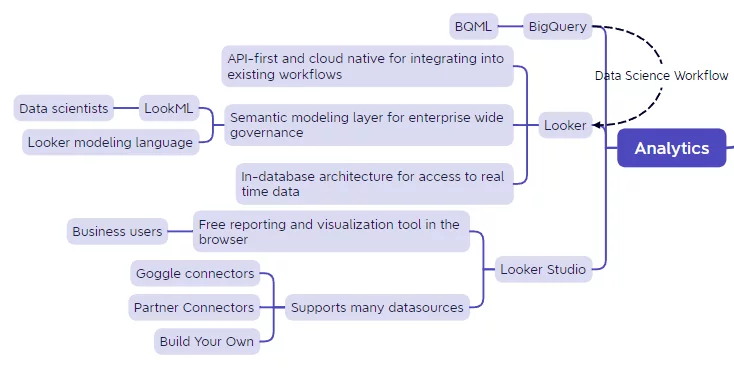 BQML
BigQuery
API-first and cloud native for integrating into
existing workflows
Data Science Workflow
Data scientists
LookML
Semantic modeling layer for enterprise wide
governance
Looker
Looker modeling language
Analytics
In-database architecture for access to real
time data
Business users
Free reporting and visualization tool in the
browser
Goggle connectors
Looker Studio
Partner Connectors
Supports many datasources
Build Your Own